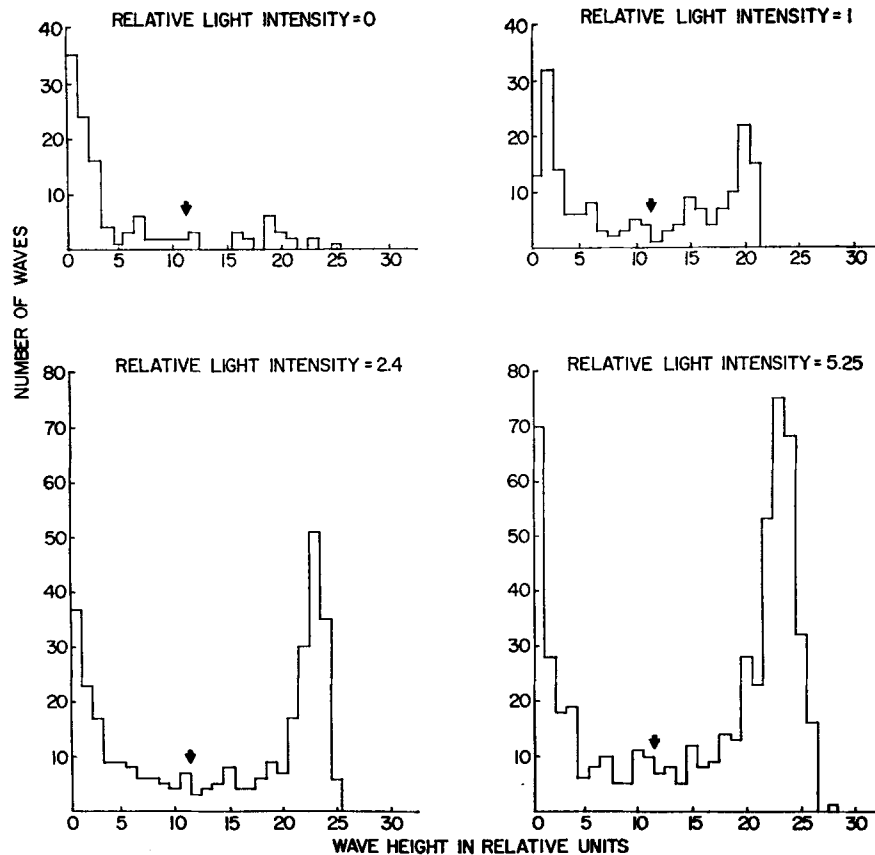 RELATIVE LIGHT INTENSITY = 0
40
30
20
10
0 5 10 15 20 25 30
RELATIVE LIGHT INTENSITY = 1
40
30
20
10
0 5 10 15 20 25 30
NUMBER OF WAVES
RELATIVE LIGHT INTENSITY = 2.4
80
70
60
50
40
30
20
10
0 5 10 15 20 25 30
RELATIVE LIGHT INTENSITY = 5.25
80
70
60
50
40
30
20
10
0 5 10 15 20 25 30
WAVE HEIGHT IN RELATIVE UNITS